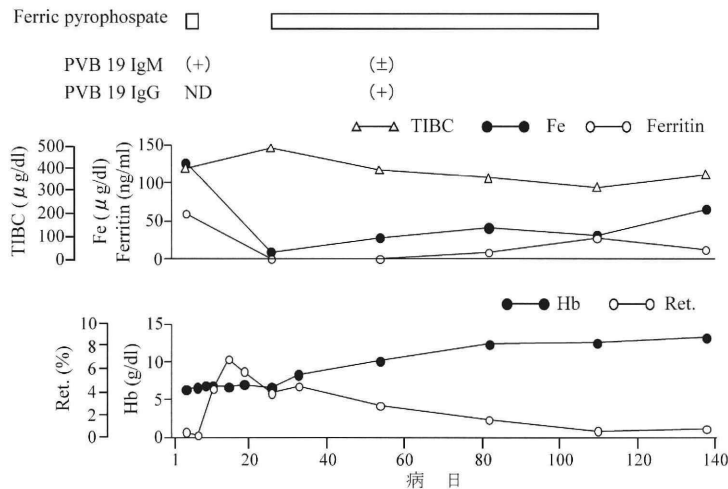 Ferric pyrophospate
PVB 19 IgM (+) (±)
PVB 19 IgG ND (+)
TIBC Fe Ferritin
TIBC (μg/dl)
500
400
300
200
100
0
Fe (μg/dl)
Ferritin (ng/ml)
150
100
50
0
Hb Ret.
Ret. (%)
10
8
6
4
2
0
Hb (g/dl)
15
10
5
0
1 20 40 60 80 100 120 140
病 日